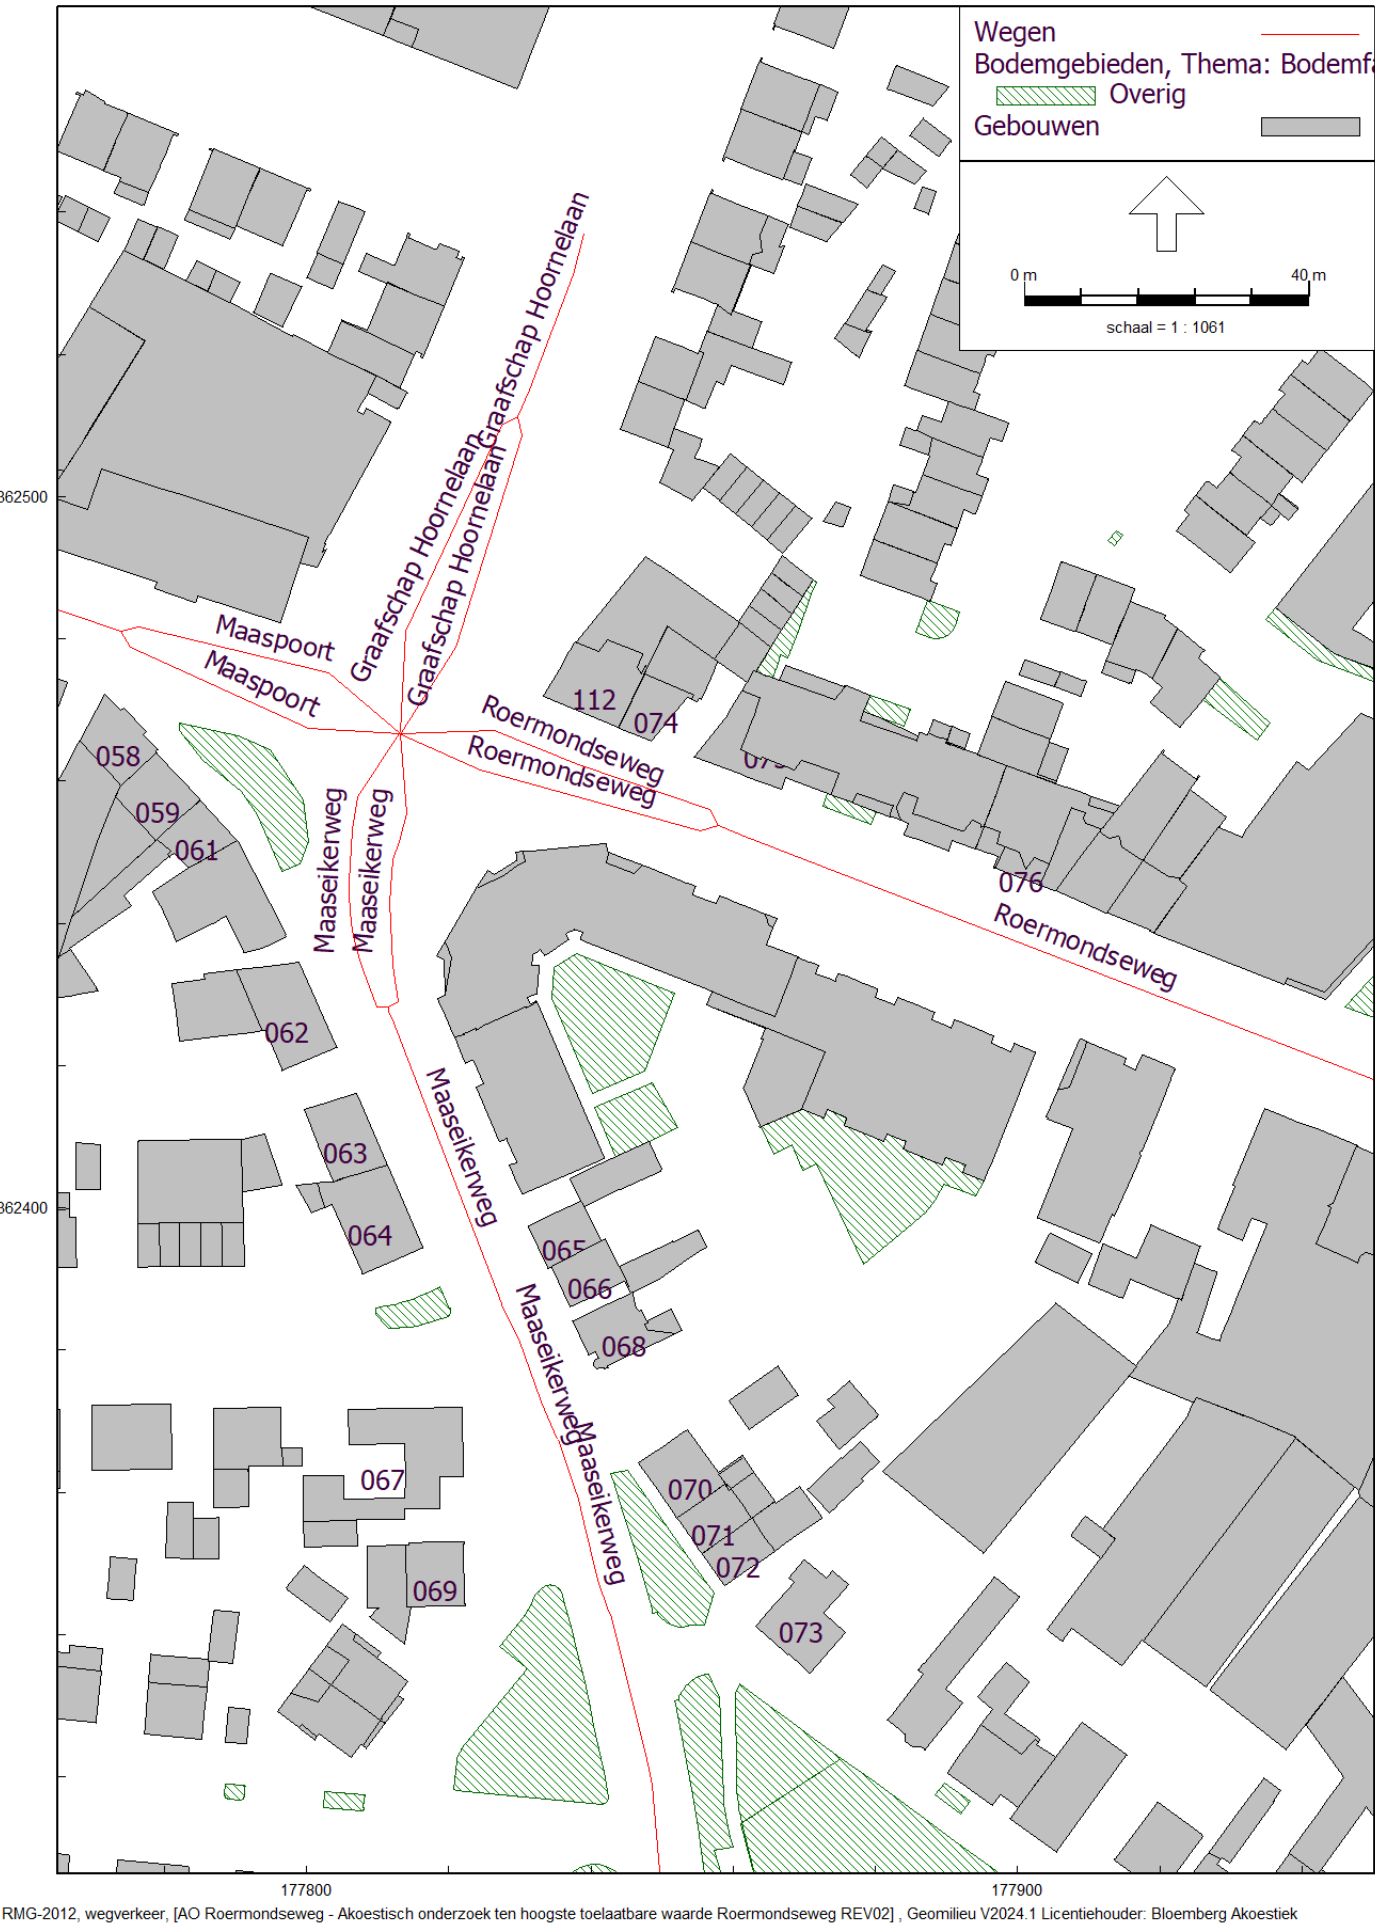 Wegen
Bodemgebieden, Thema: Bodemfa
Overig
Gebouwen
0 m
40 m
schaal = 1 : 1061
Graafschap Hoornelaan
Graafschap Hoornelaan
Graafschap Hoornelaan
362500
Maaspoort
Maaspoort
112
074
Roermondseweg
Roermondseweg
058
059
061
Maaseikerweg
Maaseikerweg
076
Roermondseweg
062
Maaseikerweg
063
064
362400
065
066
068
Maaseikerweg
Maaseikerweg
067
070
071
072
069
073
177800
177900
RMG-2012, wegverkeer, [AO Roermondseweg - Akoestisch onderzoek ten hoogste toelaatbare waarde Roermondseweg REV02] , Geomilieu V2024.1 Licentiehouder: Bloemberg Akoestiek